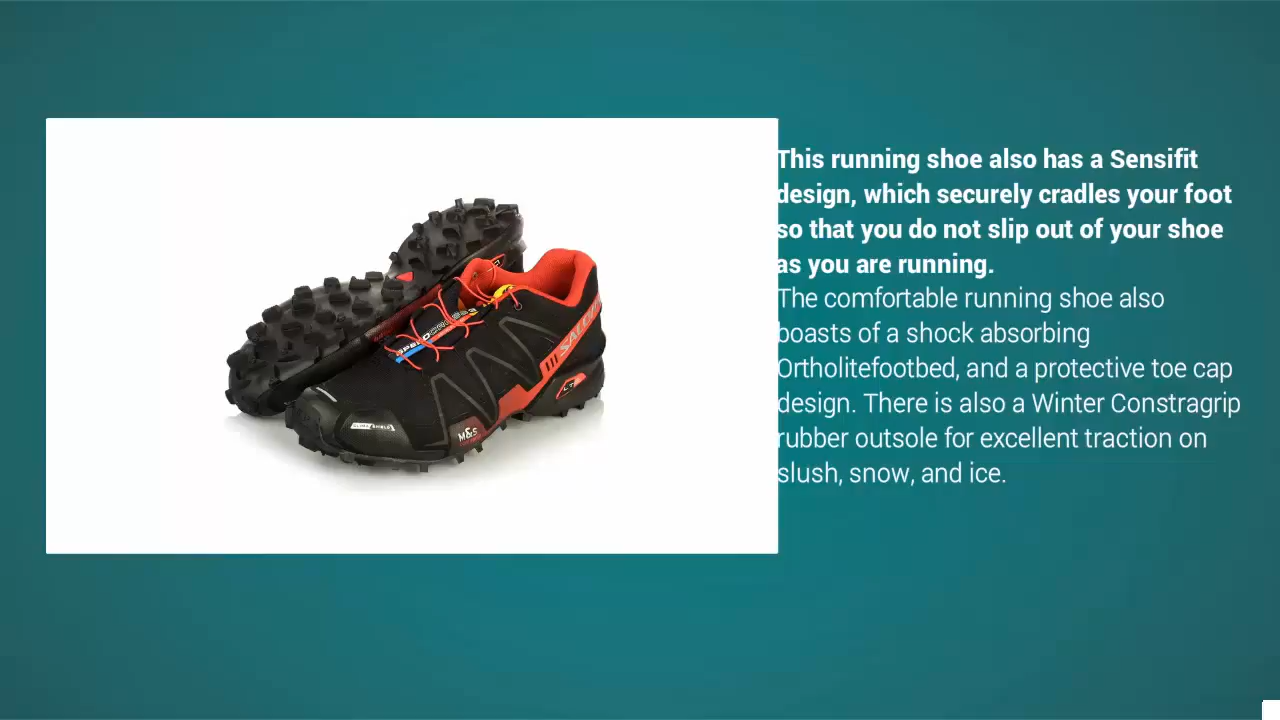 This running shoe also has a Sensifit
design, which securely cradles your foot
so that you do not slip out of your shoe
as you are running.
The comfortable running shoe also
boasts of a shock absorbing
Ortholitefootbed, and a protective toe cap
design. There is also a Winter Constragrip
rubber outsole for excellent traction on
slush, snow, and ice.
M&S